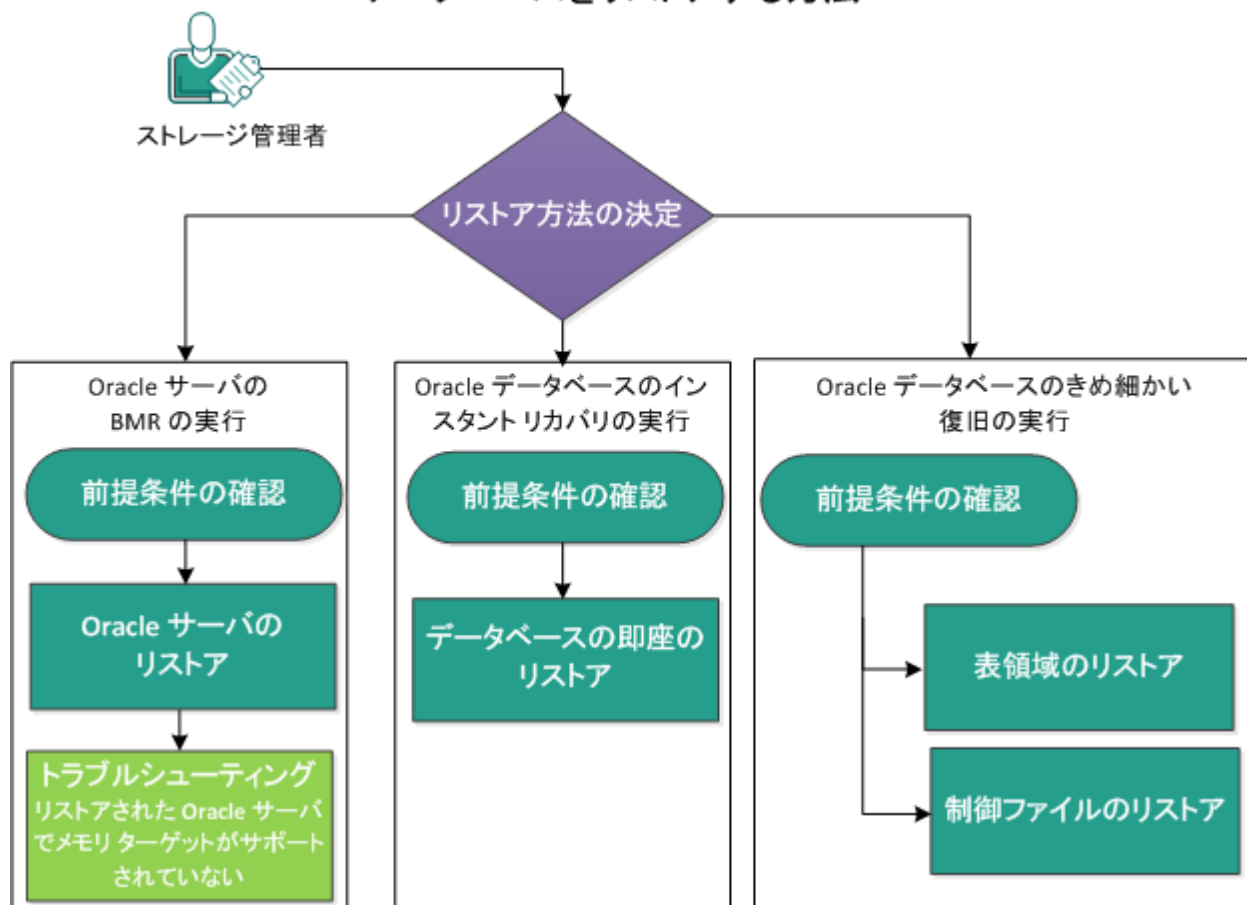 ストレージ管理者
リストア方法の決定
Oracle サーバの
BMR の実行
前提条件の確認
Oracle サーバの
リストア
トラブルシューティング
リストアされた Oracle サーバ
でメモリ ターゲットがサポート
されていない
Oracle データベースのイン
スタント リカバリの実行
前提条件の確認
データベースの即座の
リストア
Oracle データベースのきめ細かい
復旧の実行
前提条件の確認
表領域のリストア
制御ファイルのリストア